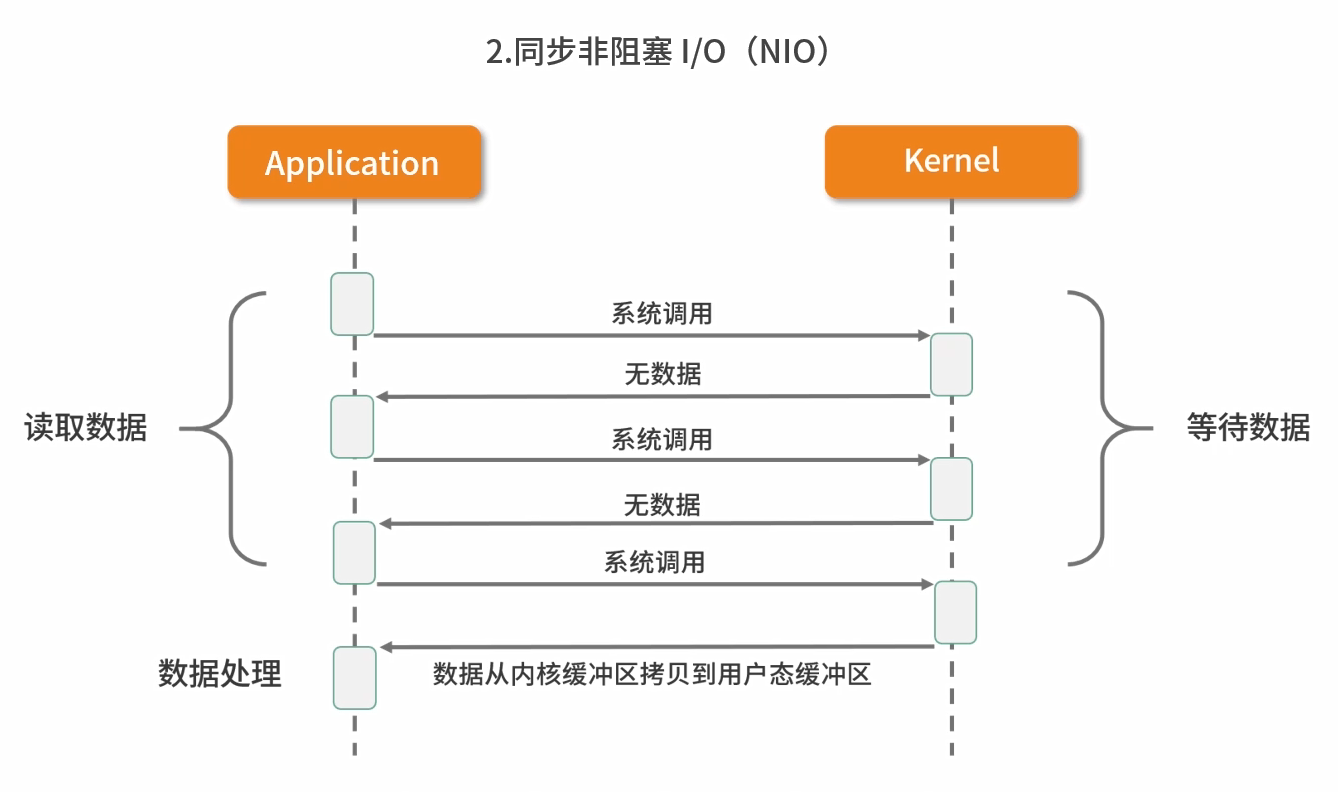 2.同步非阻塞 I/O（NIO）
Application
Kernel
系统调用
无数据
读取数据
等待数据
系统调用
无数据
系统调用
数据处理
数据从内核缓冲区拷贝到用户态缓冲区